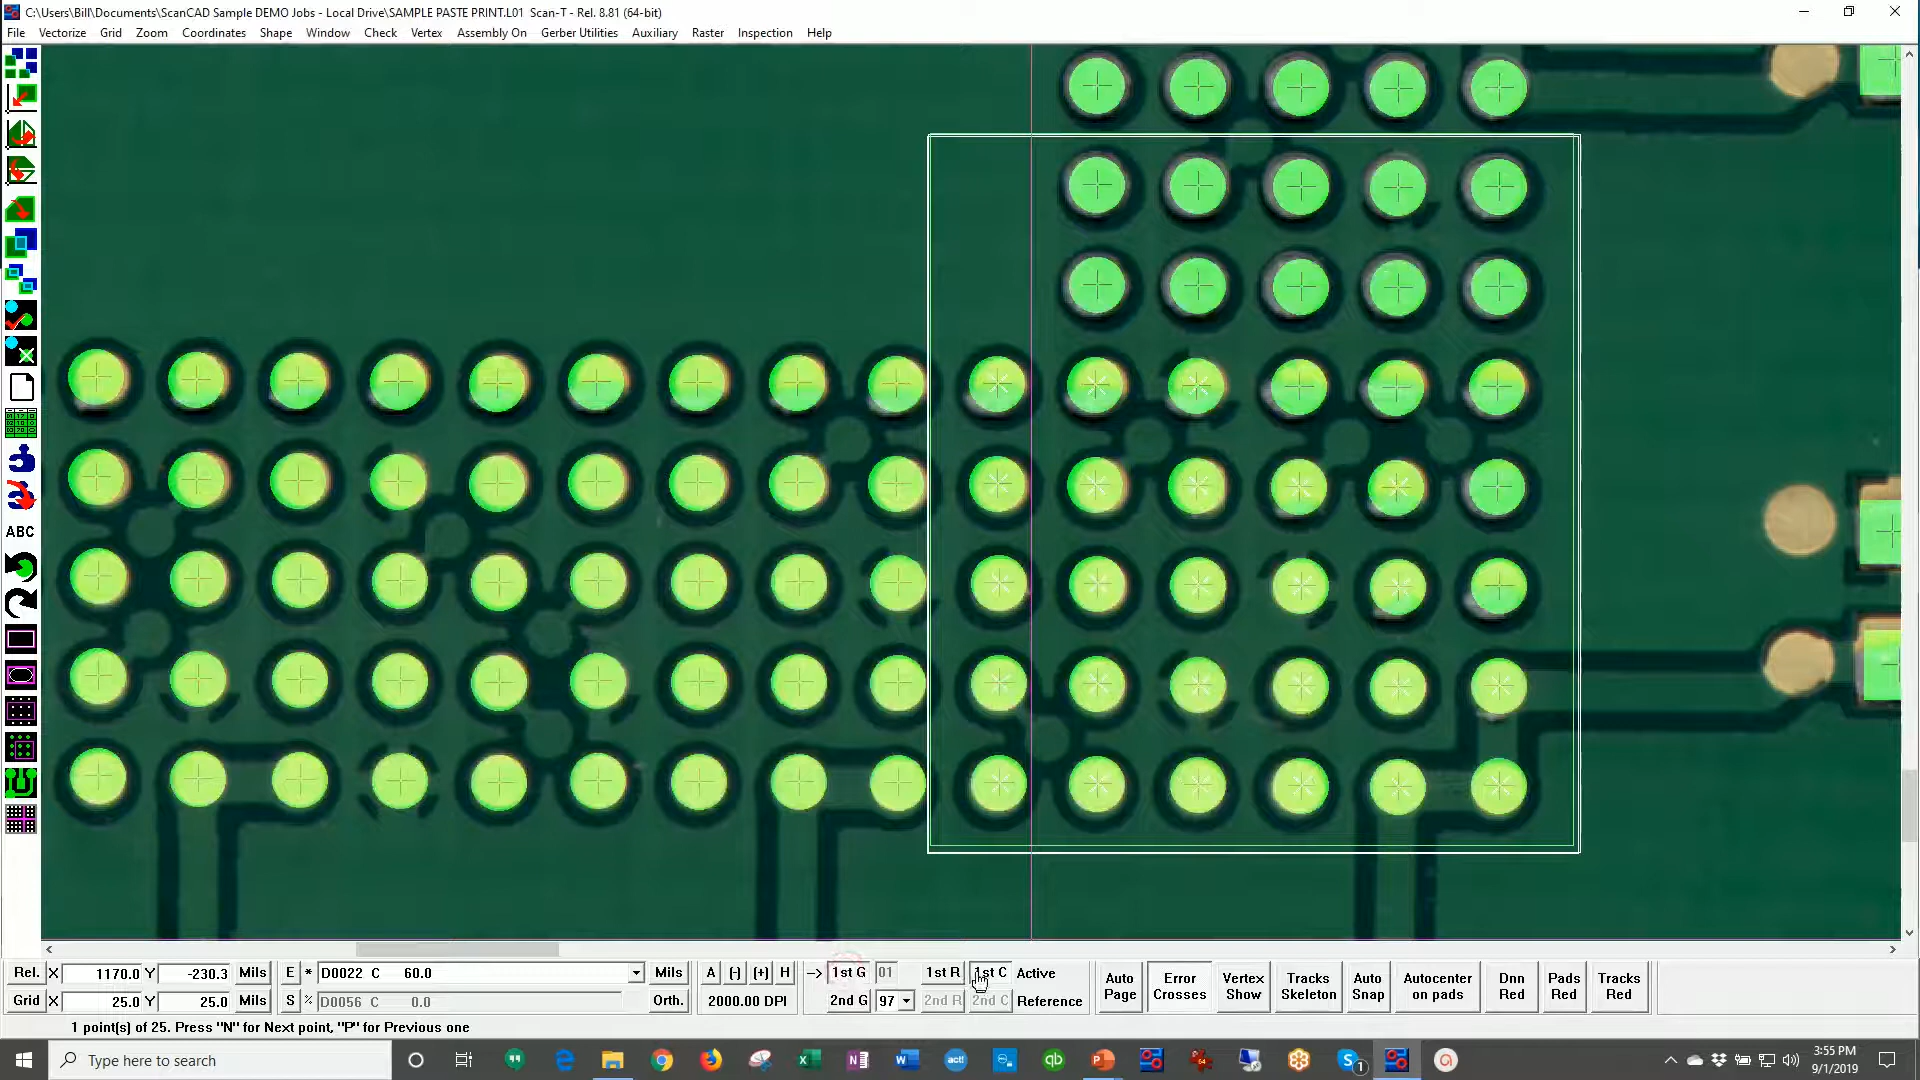 C:\Users\Bill\Documents\ScanCAD Sample DEMO Jobs - Local Drive\SAMPLE PASTE PRINT.L01  Scan-T - Rel. 8.81 (64-bit)
File Vectorize Grid Zoom Coordinates Shape Window Check Vertex Assembly On Gerber Utilities Auxiliary Raster Inspection Help
ABC
Rel. X 1170.0 Y -230.3 Mils E * D0022 C 60.0 Mils A (-) (+) H -> 1st G 01 1st R 1st C Active
Grid X 25.0 Y 25.0 Mils S % D0056 C 0.0 Orth. 2000.00 DPI 2nd G 97 2nd R 2nd C Reference
Auto Page
Error Crosses
Vertex Show
Tracks Skeleton
Auto Snap
Autocenter on pads
Dnn Red
Pads Red
Tracks Red
1 point(s) of 25. Press "N" for Next point, "P" for Previous one
Type here to search
act!
qb
64
1
3:55 PM
9/1/2019